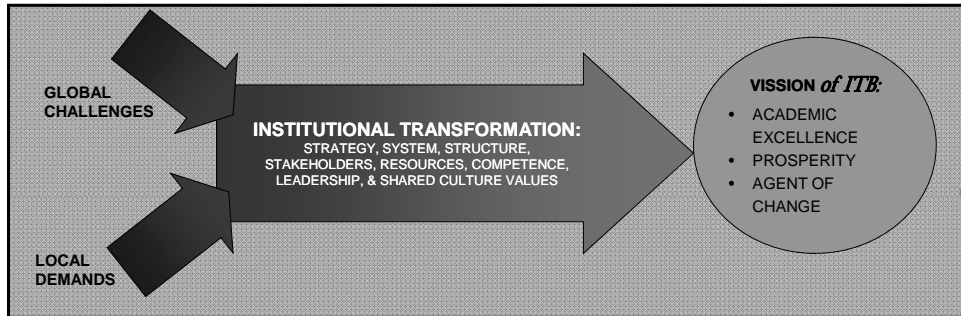 GLOBAL
CHALLENGES
INSTITUTIONAL TRANSFORMATION:
STRATEGY, SYSTEM, STRUCTURE,
STAKEHOLDERS, RESOURCES, COMPETENCE,
LEADERSHIP, & SHARED CULTURE VALUES
LOCAL
DEMANDS
VISSION of ITB:
• ACADEMIC
EXCELLENCE
• PROSPERITY
• AGENT OF
CHANGE